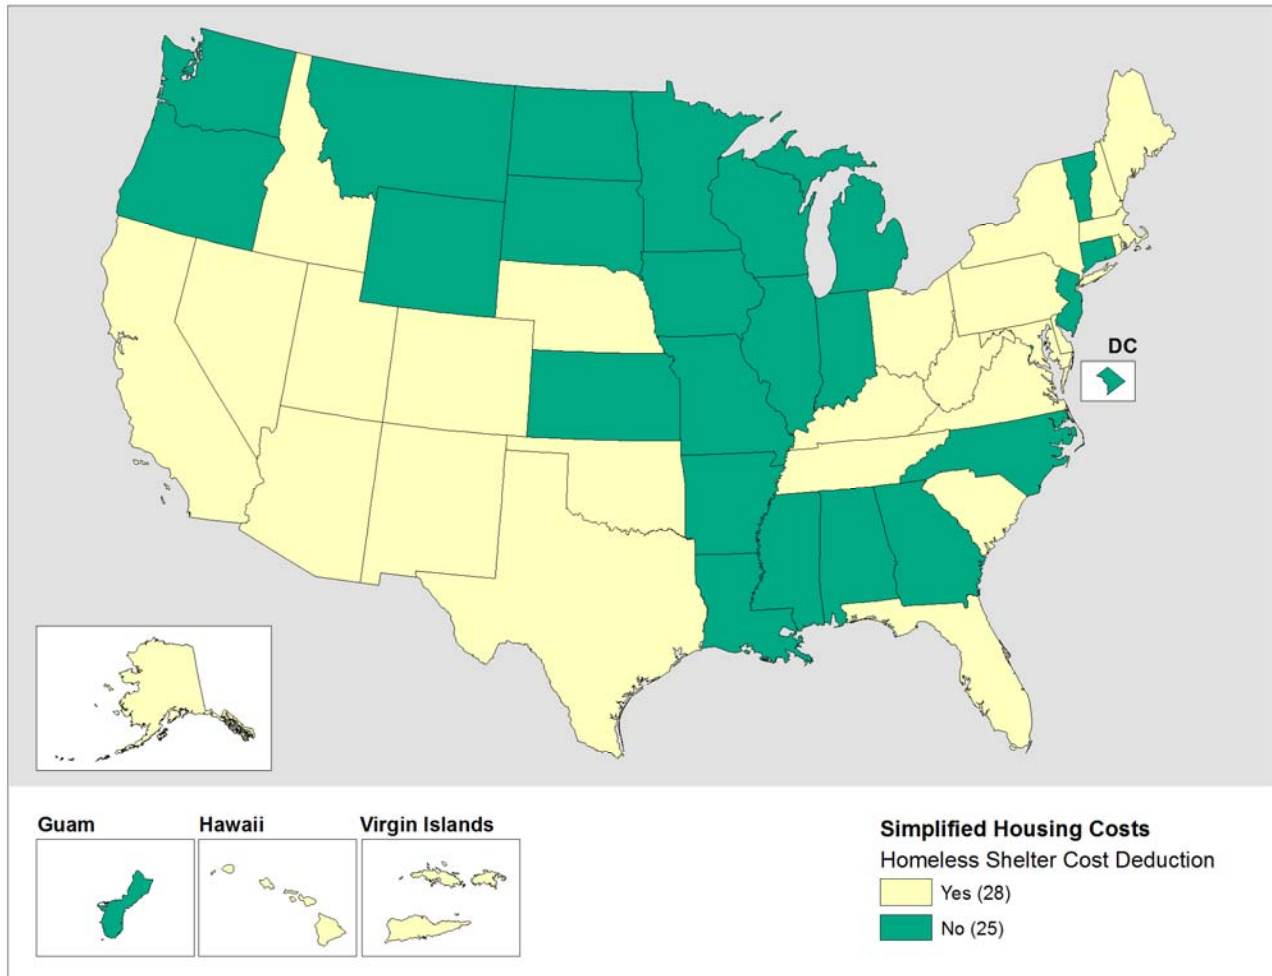 DC
Guam
Hawaii
Virgin Islands
Simplified Housing Costs
Homeless Shelter Cost Deduction
Yes (28)
No (25)